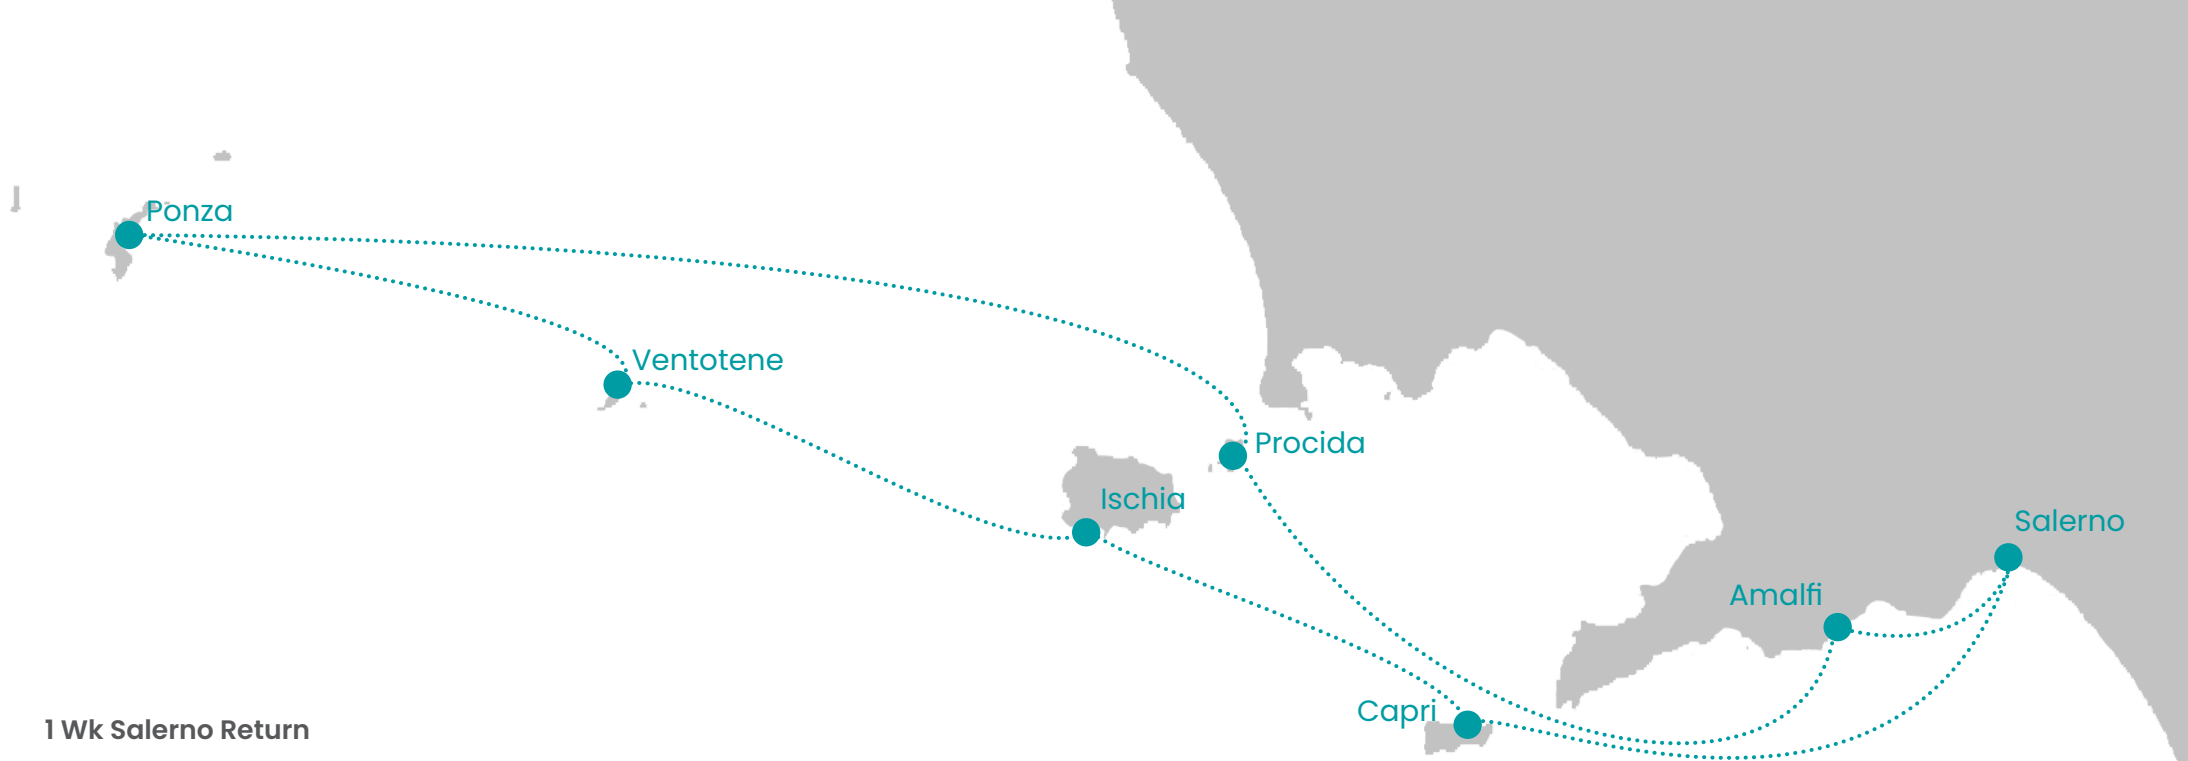 Ponza
Ventotene
Procida
Ischia
Salerno
Amalfi
Capri
1 Wk Salerno Return